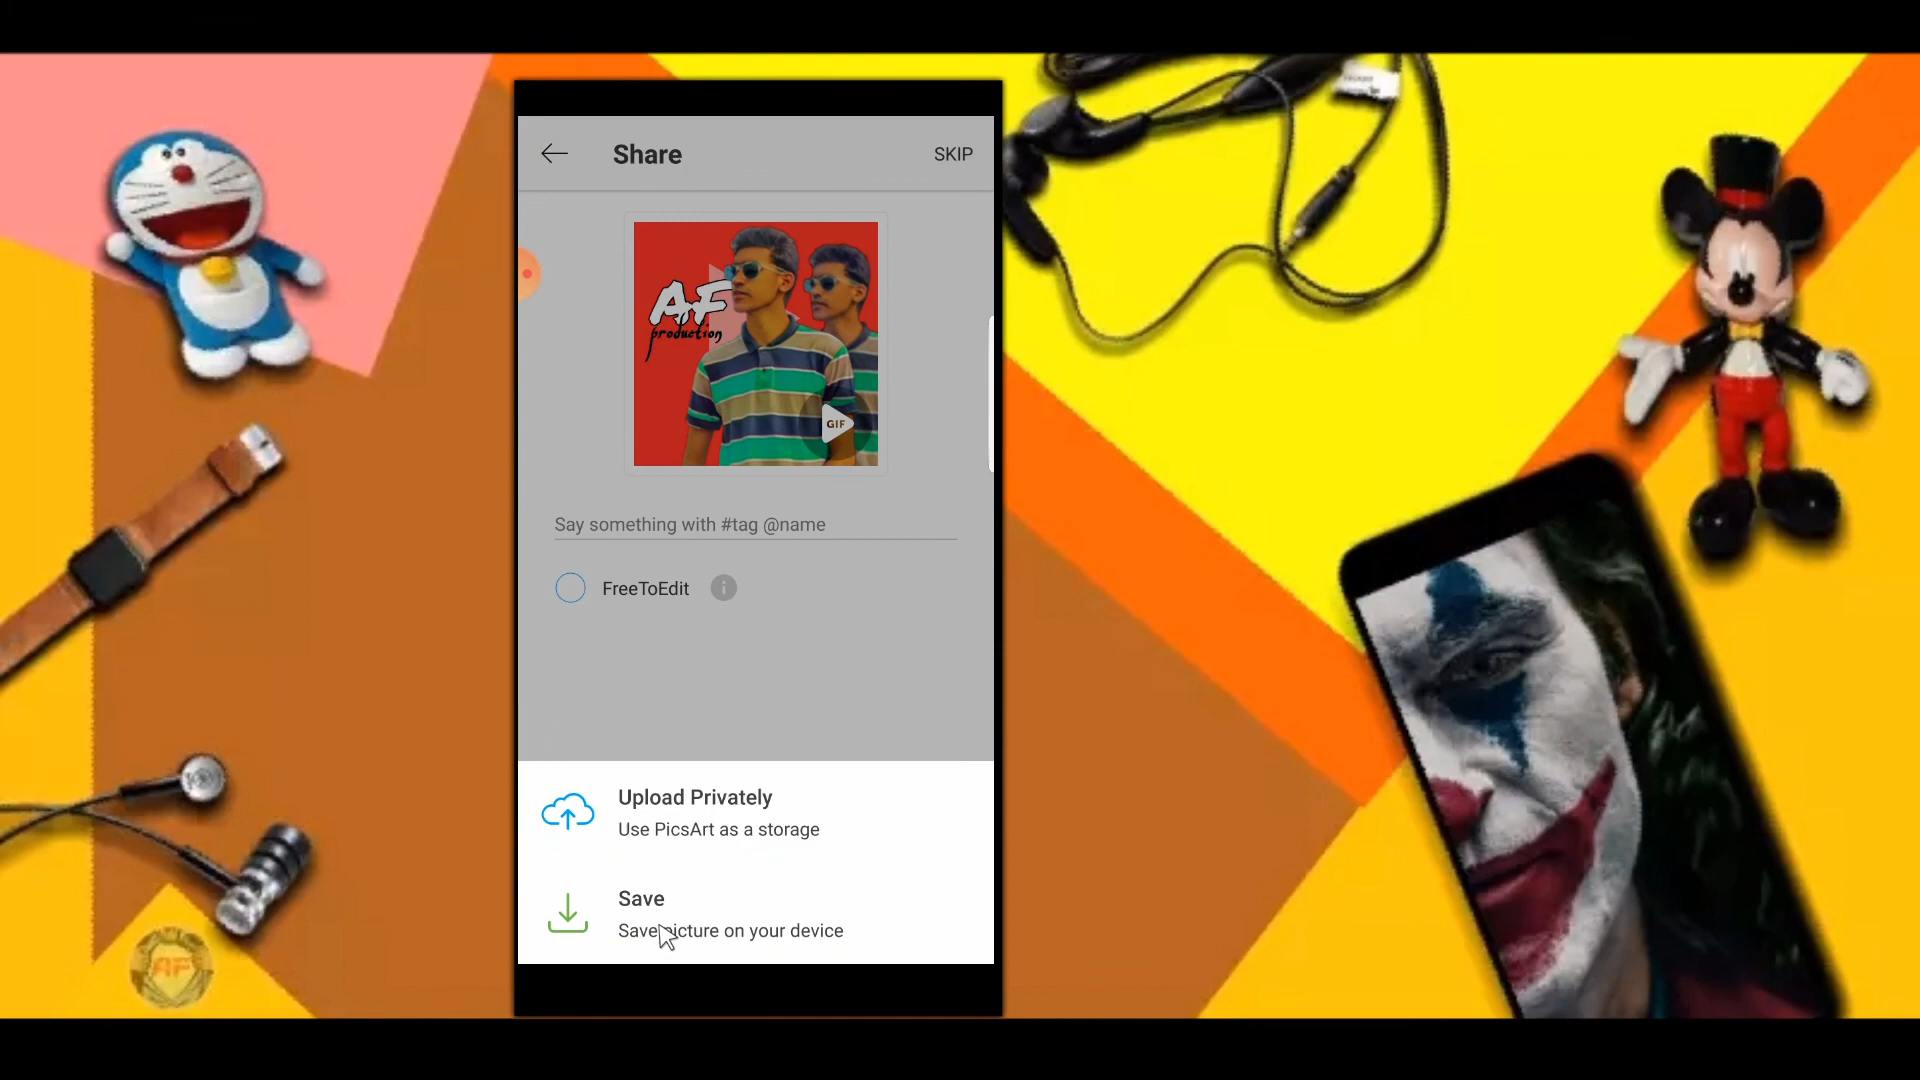 Share
SKIP
AF
production
GIF
Say something with #tag @name
FreeToEdit
Upload Privately
Use PicsArt as a storage
Save
Save picture on your device
AF